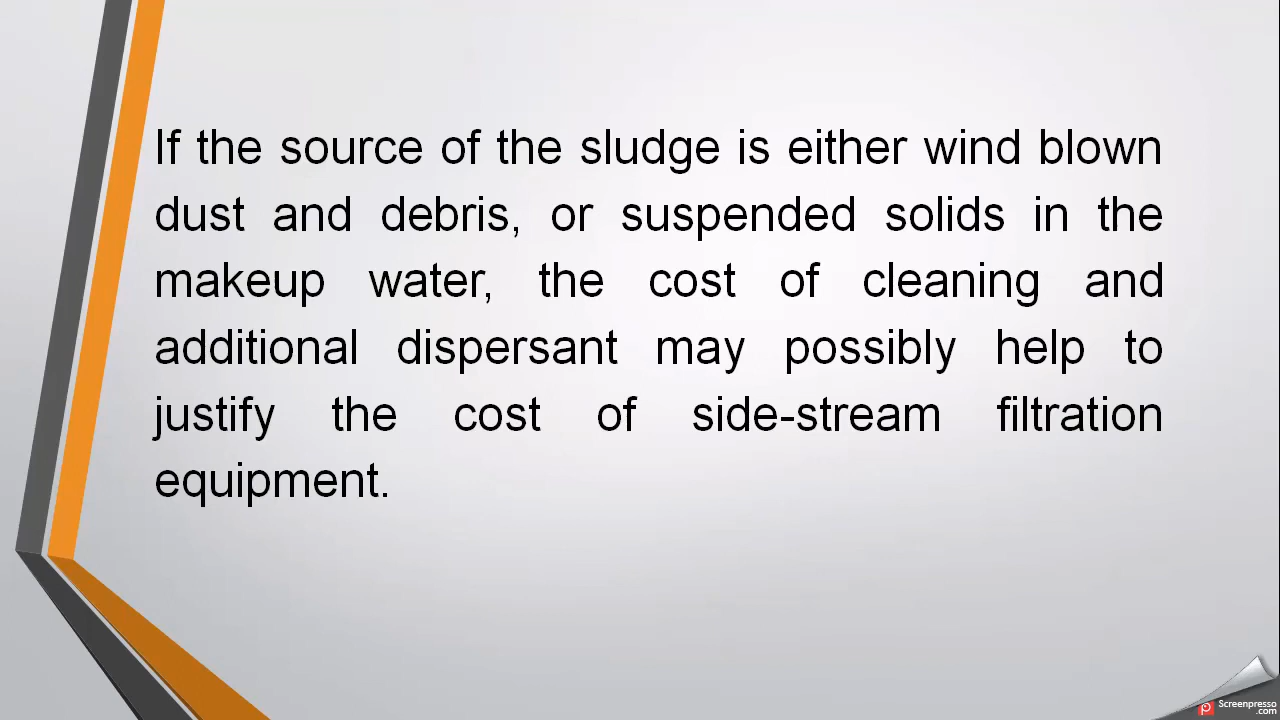 If the source of the sludge is either wind blown
dust and debris, or suspended solids in the
makeup water, the cost of cleaning and
additional dispersant may possibly help to
justify the cost of side-stream filtration
equipment.
Screenpresso
.com